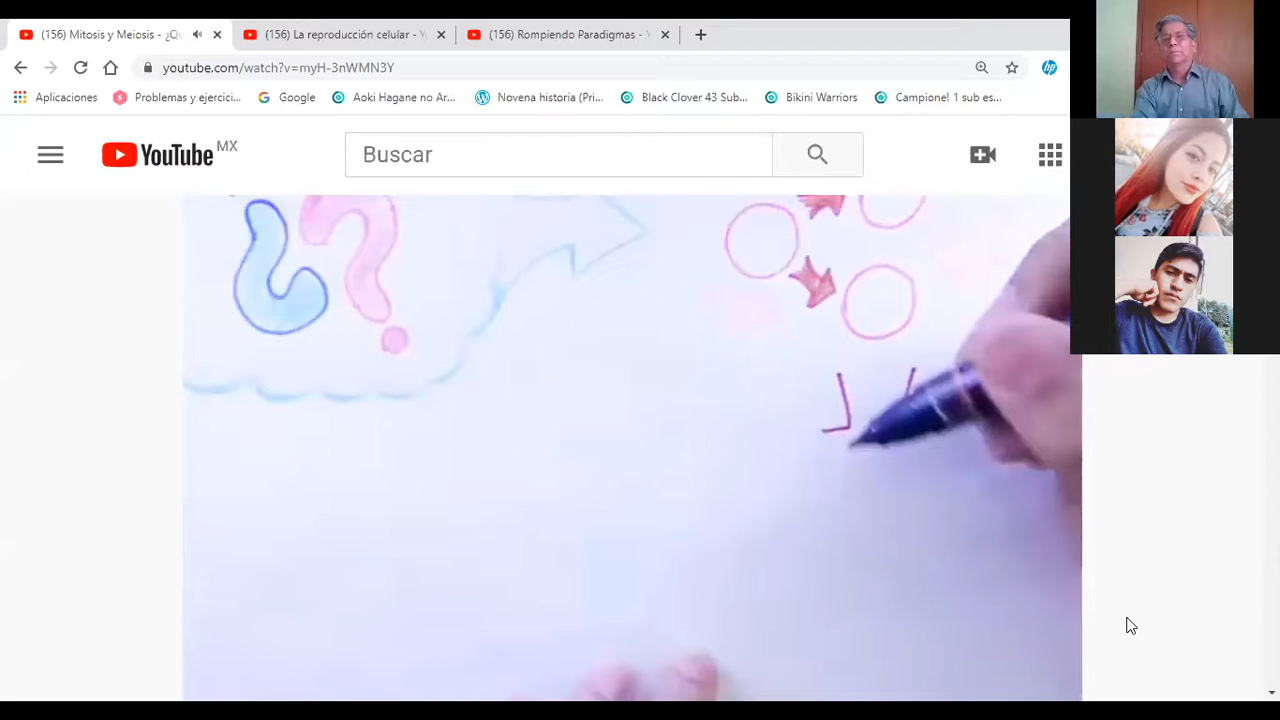 (156) Mitosis y Meiosis - ¿Qu
(156) La reproducción celular - Y
(156) Rompiendo Paradigmas - Y
youtube.com/watch?v=myH-3nWMN3Y
hp
Aplicaciones
Problemas y ejercici...
Google
Aoki Hagane no Ar...
Novena historia (Pri...
Black Clover 43 Sub...
Bikini Warriors
Campione! 1 sub es...
YouTube MX
Buscar
¿?